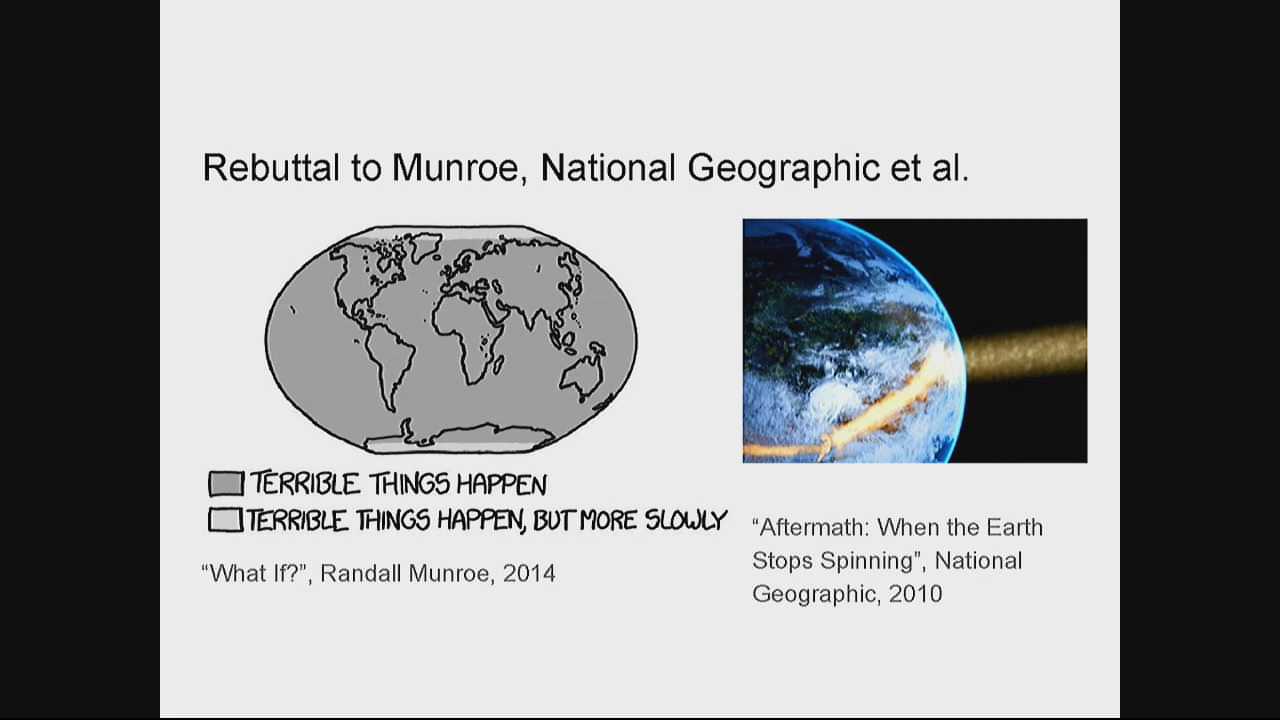 Rebuttal to Munroe, National Geographic et al.
TERRIBLE THINGS HAPPEN
TERRIBLE THINGS HAPPEN, BUT MORE SLOWLY
“What If?”, Randall Munroe, 2014
“Aftermath: When the Earth
Stops Spinning”, National
Geographic, 2010